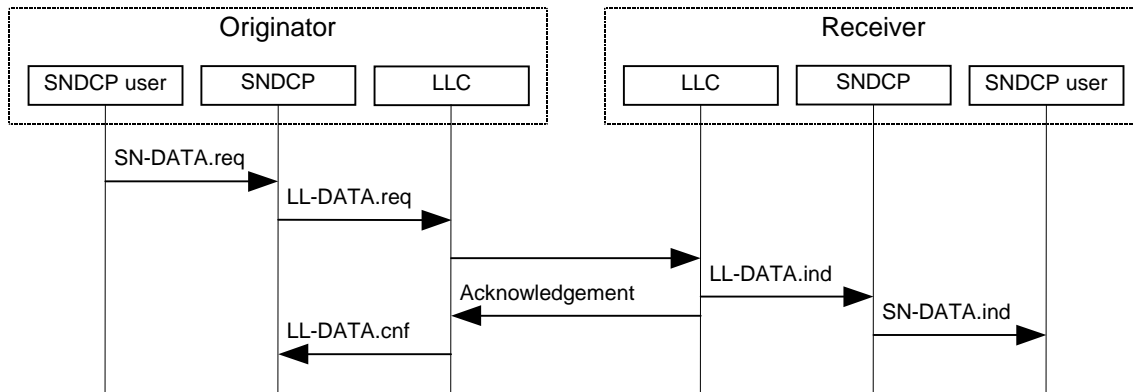 Originator
Receiver
SNDCP user
SNDCP
LLC
LLC
SNDCP
SNDCP user
SN-DATA.req
LL-DATA.req
LL-DATA.ind
Acknowledgement
SN-DATA.ind
LL-DATA.cnf